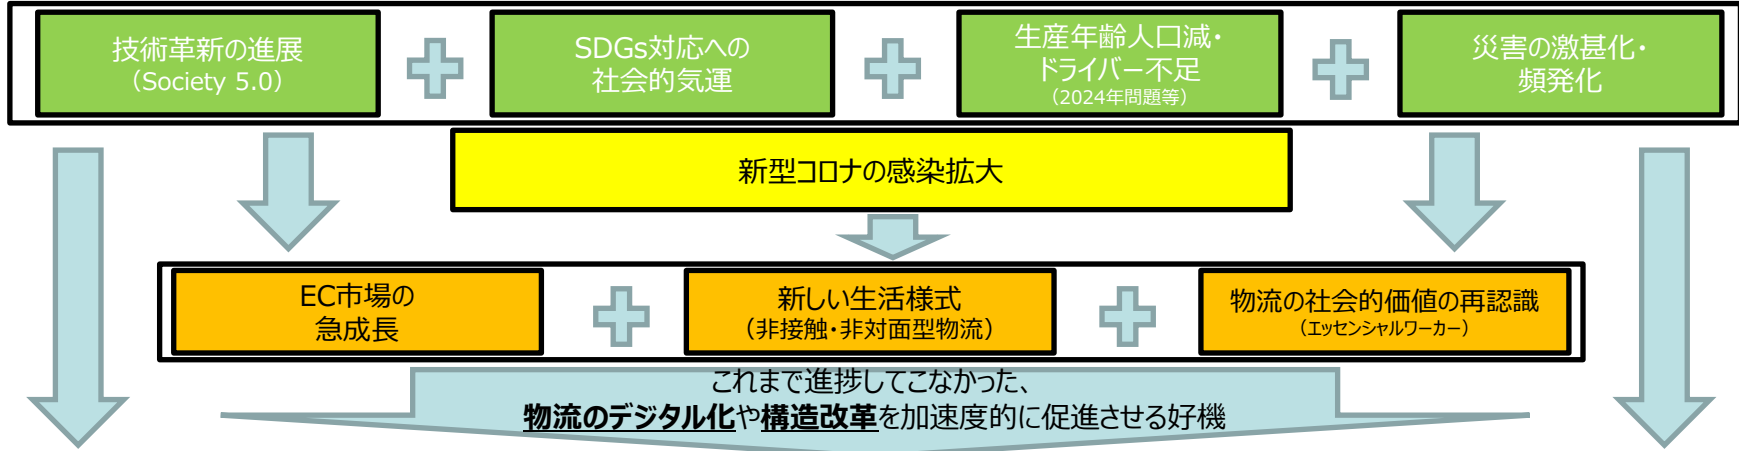 技術革新の進展
（Society 5.0）
SDGs対応への
社会的気運
生産年齢人口減・
ドライバー不足
（2024年問題等）
災害の激甚化・
頻発化
新型コロナの感染拡大
EC市場の
急成長
新しい生活様式
（非接触・非対面型物流）
物流の社会的価値の再認識
（エッセンシャルワーカー）
これまで進捗してこなかった、
物流のデジタル化や構造改革を加速度的に促進させる好機